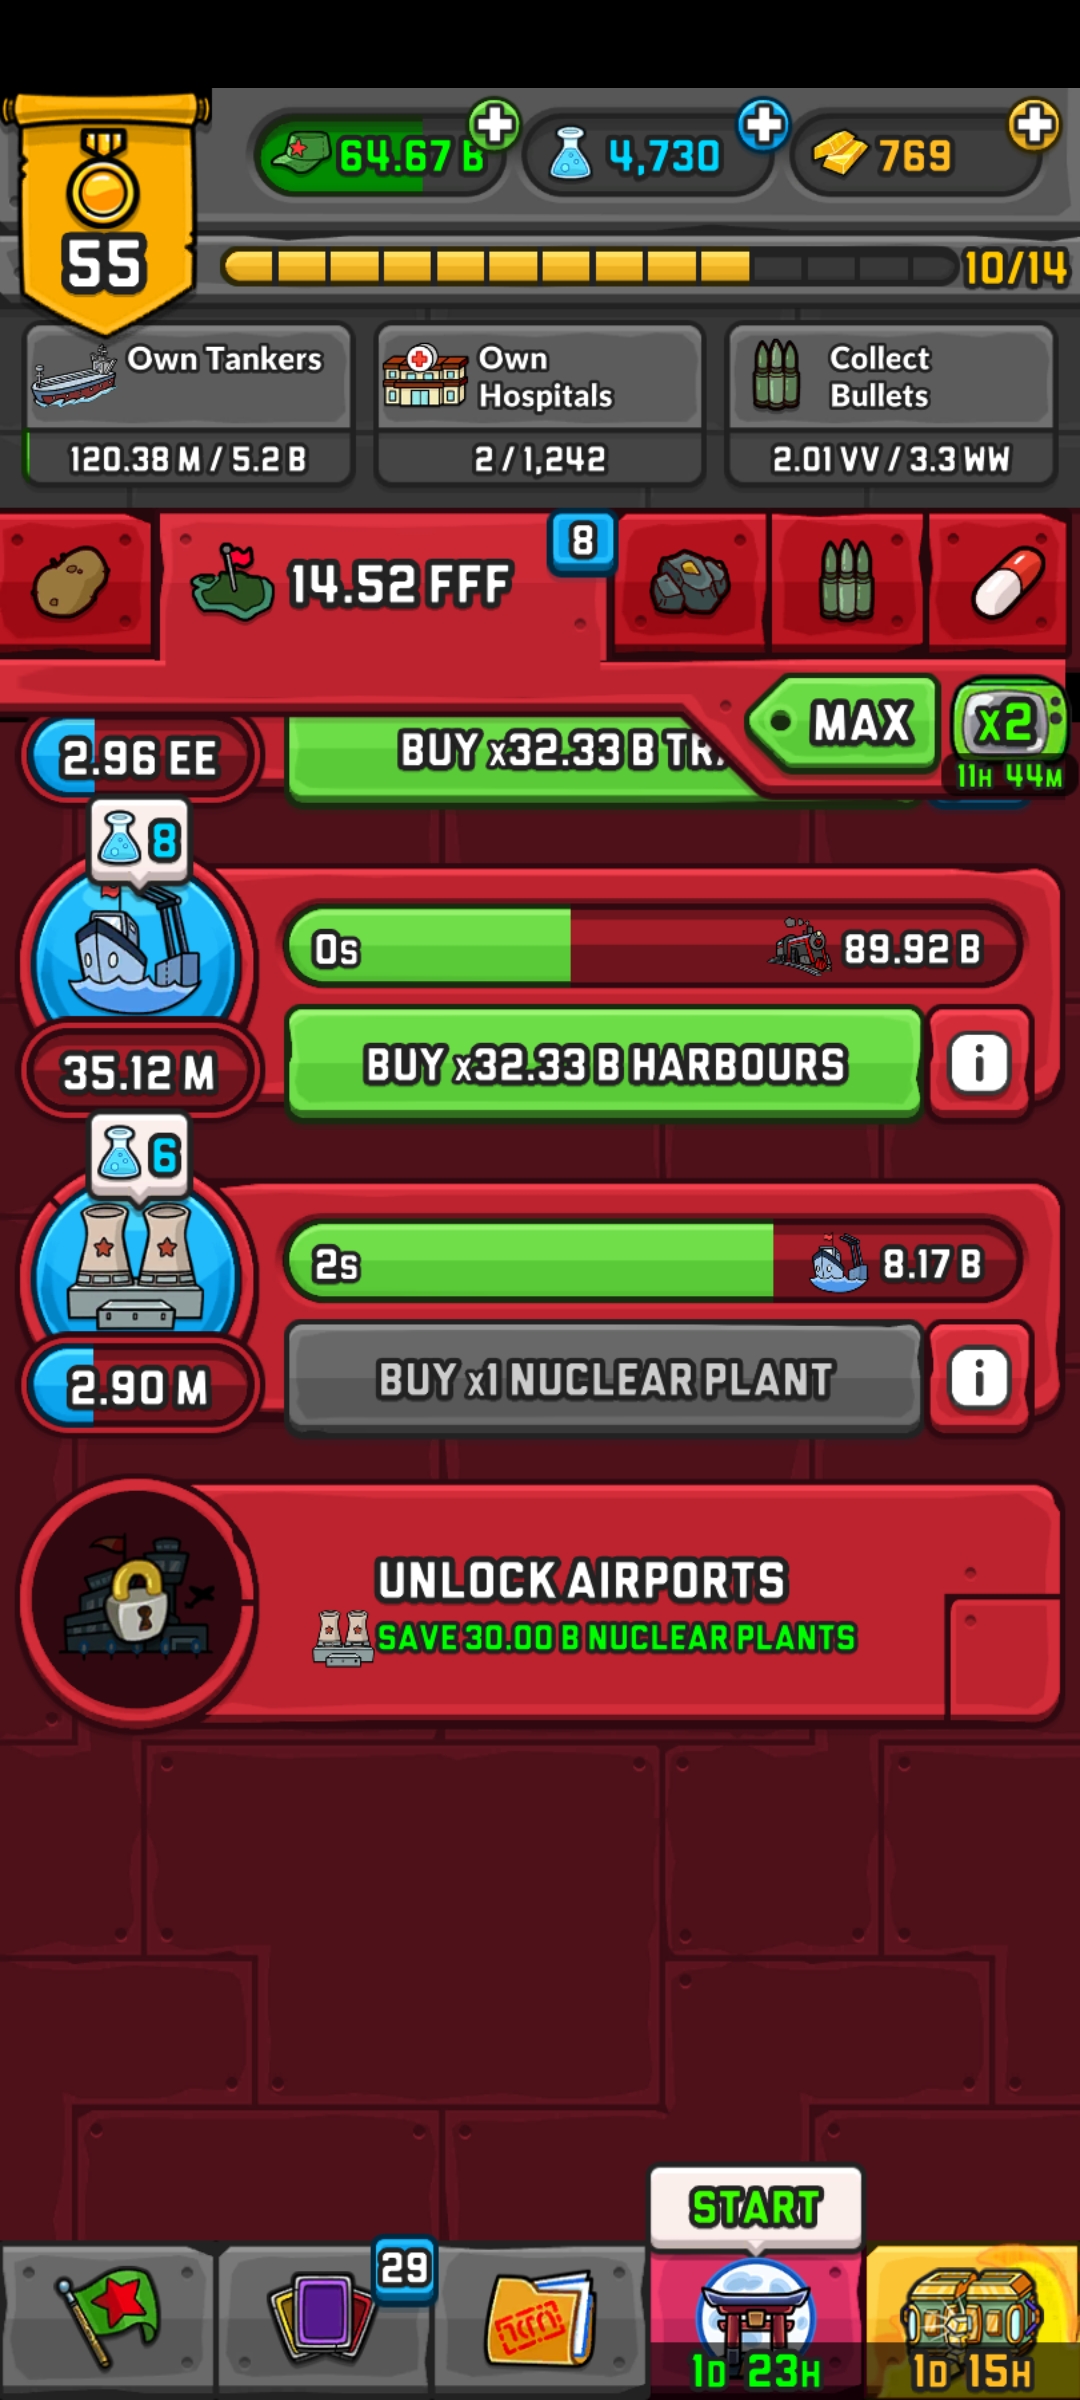 64.67 B
4,730
769
55
10/14
Own Tankers
120.38 M / 5.2 B
Own
Hospitals
2 / 1,242
Collect
Bullets
2.01 VV / 3.3 WW
14.52 FFF
8
MAX
x2
11H 44M
2.96 EE
BUY x32.33 B
8
0s
89.92 B
35.12 M
BUY x32.33 B HARBOURS
i
6
2s
8.17 B
2.90 M
BUY x1 NUCLEAR PLANT
i
UNLOCK AIRPORTS
SAVE 30.00 B NUCLEAR PLANTS
START
29
1D 23H
1D 15H